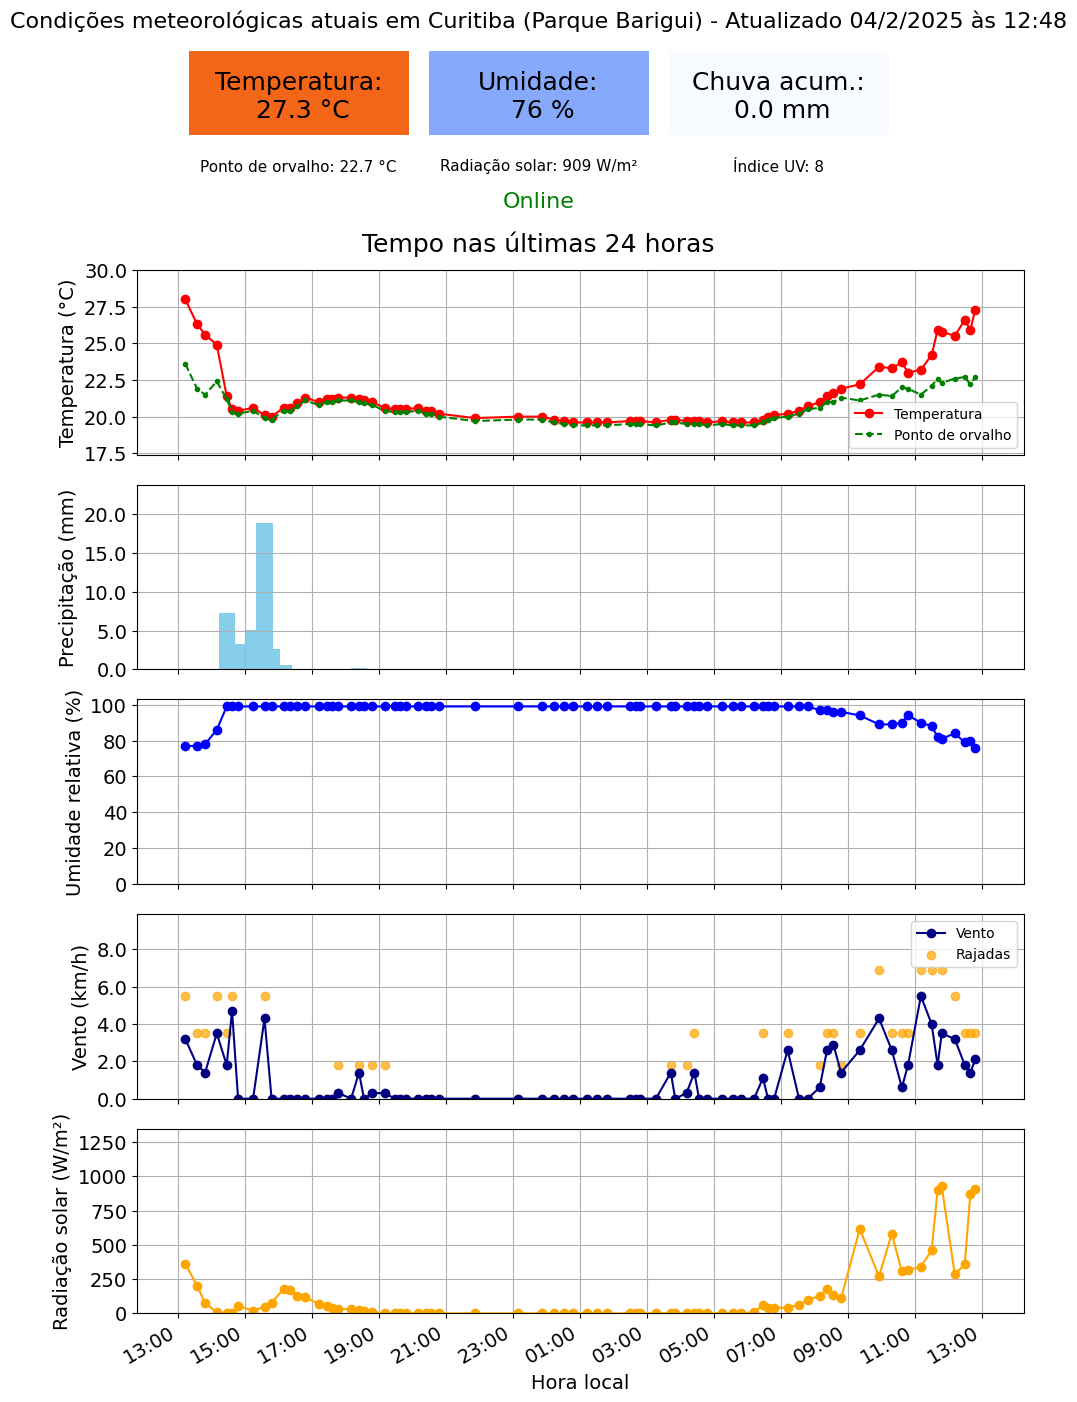 Condições meteorológicas atuais em Curitiba (Parque Barigui) - Atualizado 04/2/2025 às 12:48
Temperatura:
27.3 °C
Umidade:
76 %
Chuva acum.:
0.0 mm
Ponto de orvalho: 22.7 °C
Radiação solar: 909 W/m²
Índice UV: 8
Online
Tempo nas últimas 24 horas
Temperatura (°C)
30.0
27.5
25.0
22.5
20.0
17.5
Temperatura
Ponto de orvalho
Precipitação (mm)
20.0
15.0
10.0
5.0
0.0
Umidade relativa (%)
100
80
60
40
20
0
Vento (km/h)
8.0
6.0
4.0
2.0
0.0
Vento
Rajadas
Radiação solar (W/m²)
1250
1000
750
500
250
0
13:00
15:00
17:00
19:00
21:00
23:00
01:00
03:00
05:00
07:00
09:00
11:00
13:00
Hora local